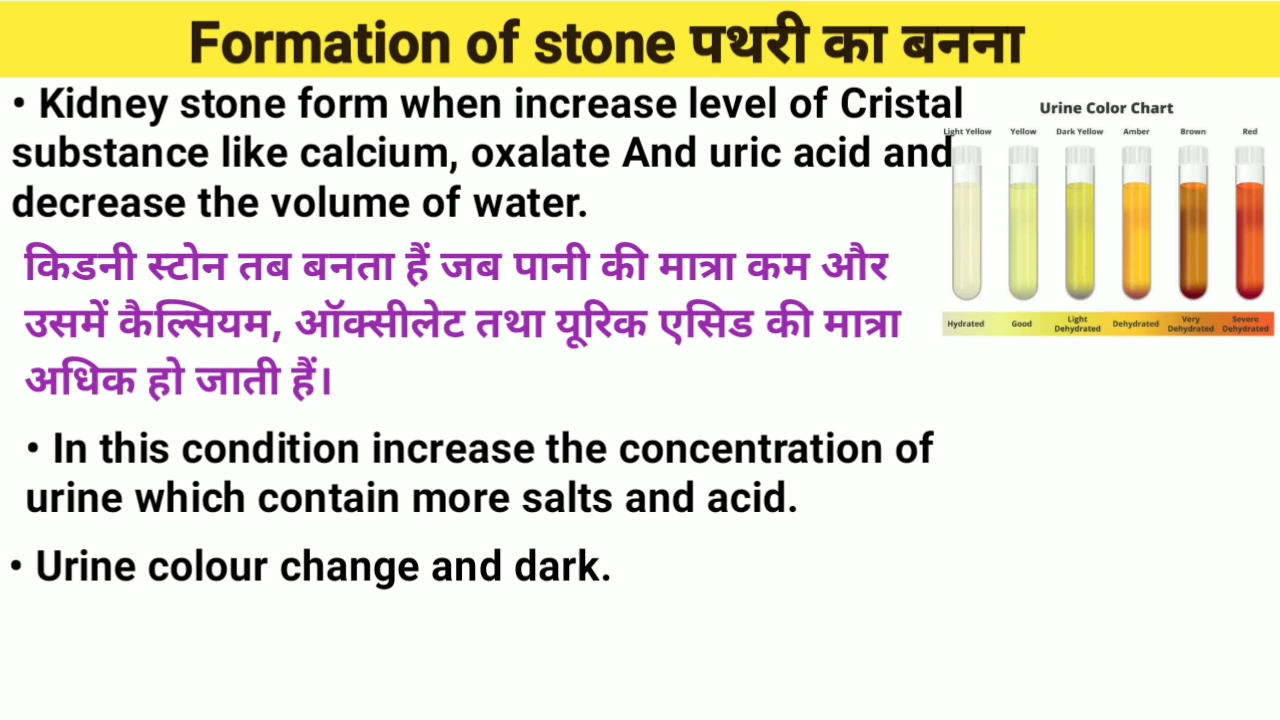 Formation of stone पथरी का बनना
• Kidney stone form when increase level of Cristal
substance like calcium, oxalate And uric acid and
decrease the volume of water.
किडनी स्टोन तब बनता हैं जब पानी की मात्रा कम और
उसमें कैल्सियम, ऑक्सीलेट तथा यूरिक एसिड की मात्रा
अधिक हो जाती हैं।
• In this condition increase the concentration of
urine which contain more salts and acid.
• Urine colour change and dark.
Urine Color Chart
Light Yellow Yellow Dark Yellow Amber Brown Red
Hydrated Good Light Dehydrated Dehydrated Very Dehydrated Severe Dehydrated